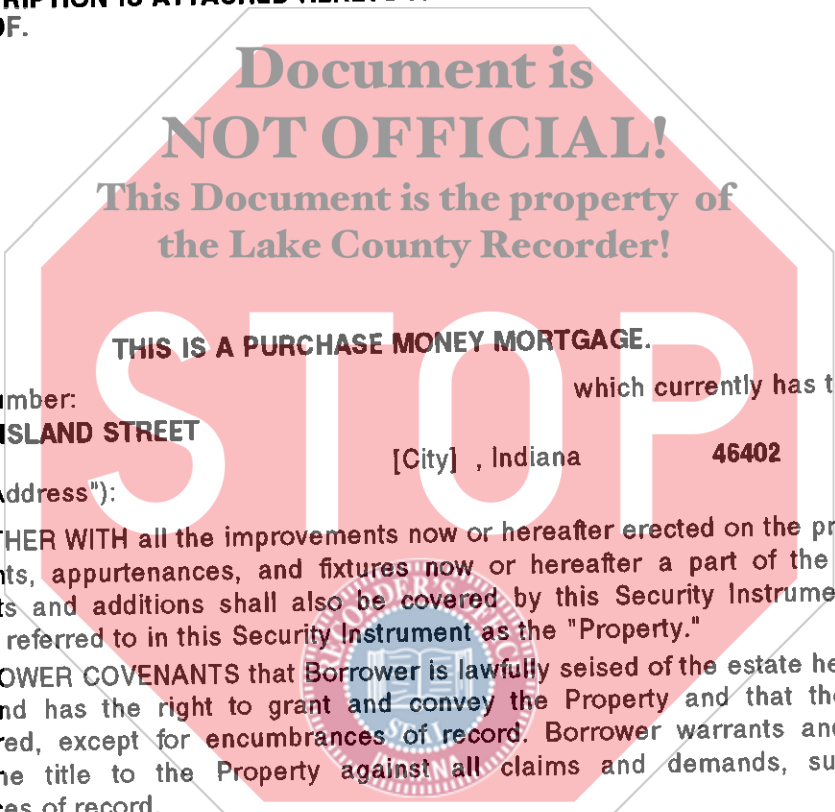 RIPTION IS ATTACHED HERETO
OF.
Document is
NOT OFFICIAL!
This Document is the property of
the Lake County Recorder!
STOP
THIS IS A PURCHASE MONEY MORTGAGE.
mber: which currently has t
ISLAND STREET
[City] , Indiana 46402
Address"):
HER WITH all the improvements now or hereafter erected on the pr
nts, appurtenances, and fixtures now or hereafter a part of the
ts and additions shall also be covered by this Security Instrume
referred to in this Security Instrument as the "Property."
OWER COVENANTS that Borrower is lawfully seised of the estate he
nd has the right to grant and convey the Property and that the
red, except for encumbrances of record. Borrower warrants and
he title to the Property against all claims and demands, su
ces of record.
RECORDER'S OFFICE
SEAL
INDIANA